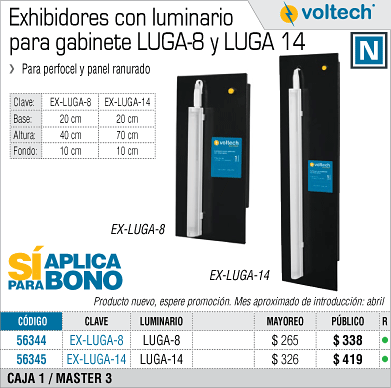 Exhibidores con luminario
para gabinete LUGA-8 y LUGA 14
voltech®
N
Para perfocel y panel ranurado
Clave: EX-LUGA-8 EX-LUGA-14
Base: 20 cm 20 cm
Altura: 40 cm 70 cm
Fondo: 10 cm 10 cm
voltech
voltech
EX-LUGA-8
EX-LUGA-14
SÍ APLICA
PARA BONO
Producto nuevo, espere promoción. Mes aproximado de introducción: abril
CÓDIGO CLAVE LUMINARIO MAYOREO PÚBLICO R
56344 EX-LUGA-8 LUGA-8 $ 265 $ 338
56345 EX-LUGA-14 LUGA-14 $ 326 $ 419
CAJA 1 / MASTER 3